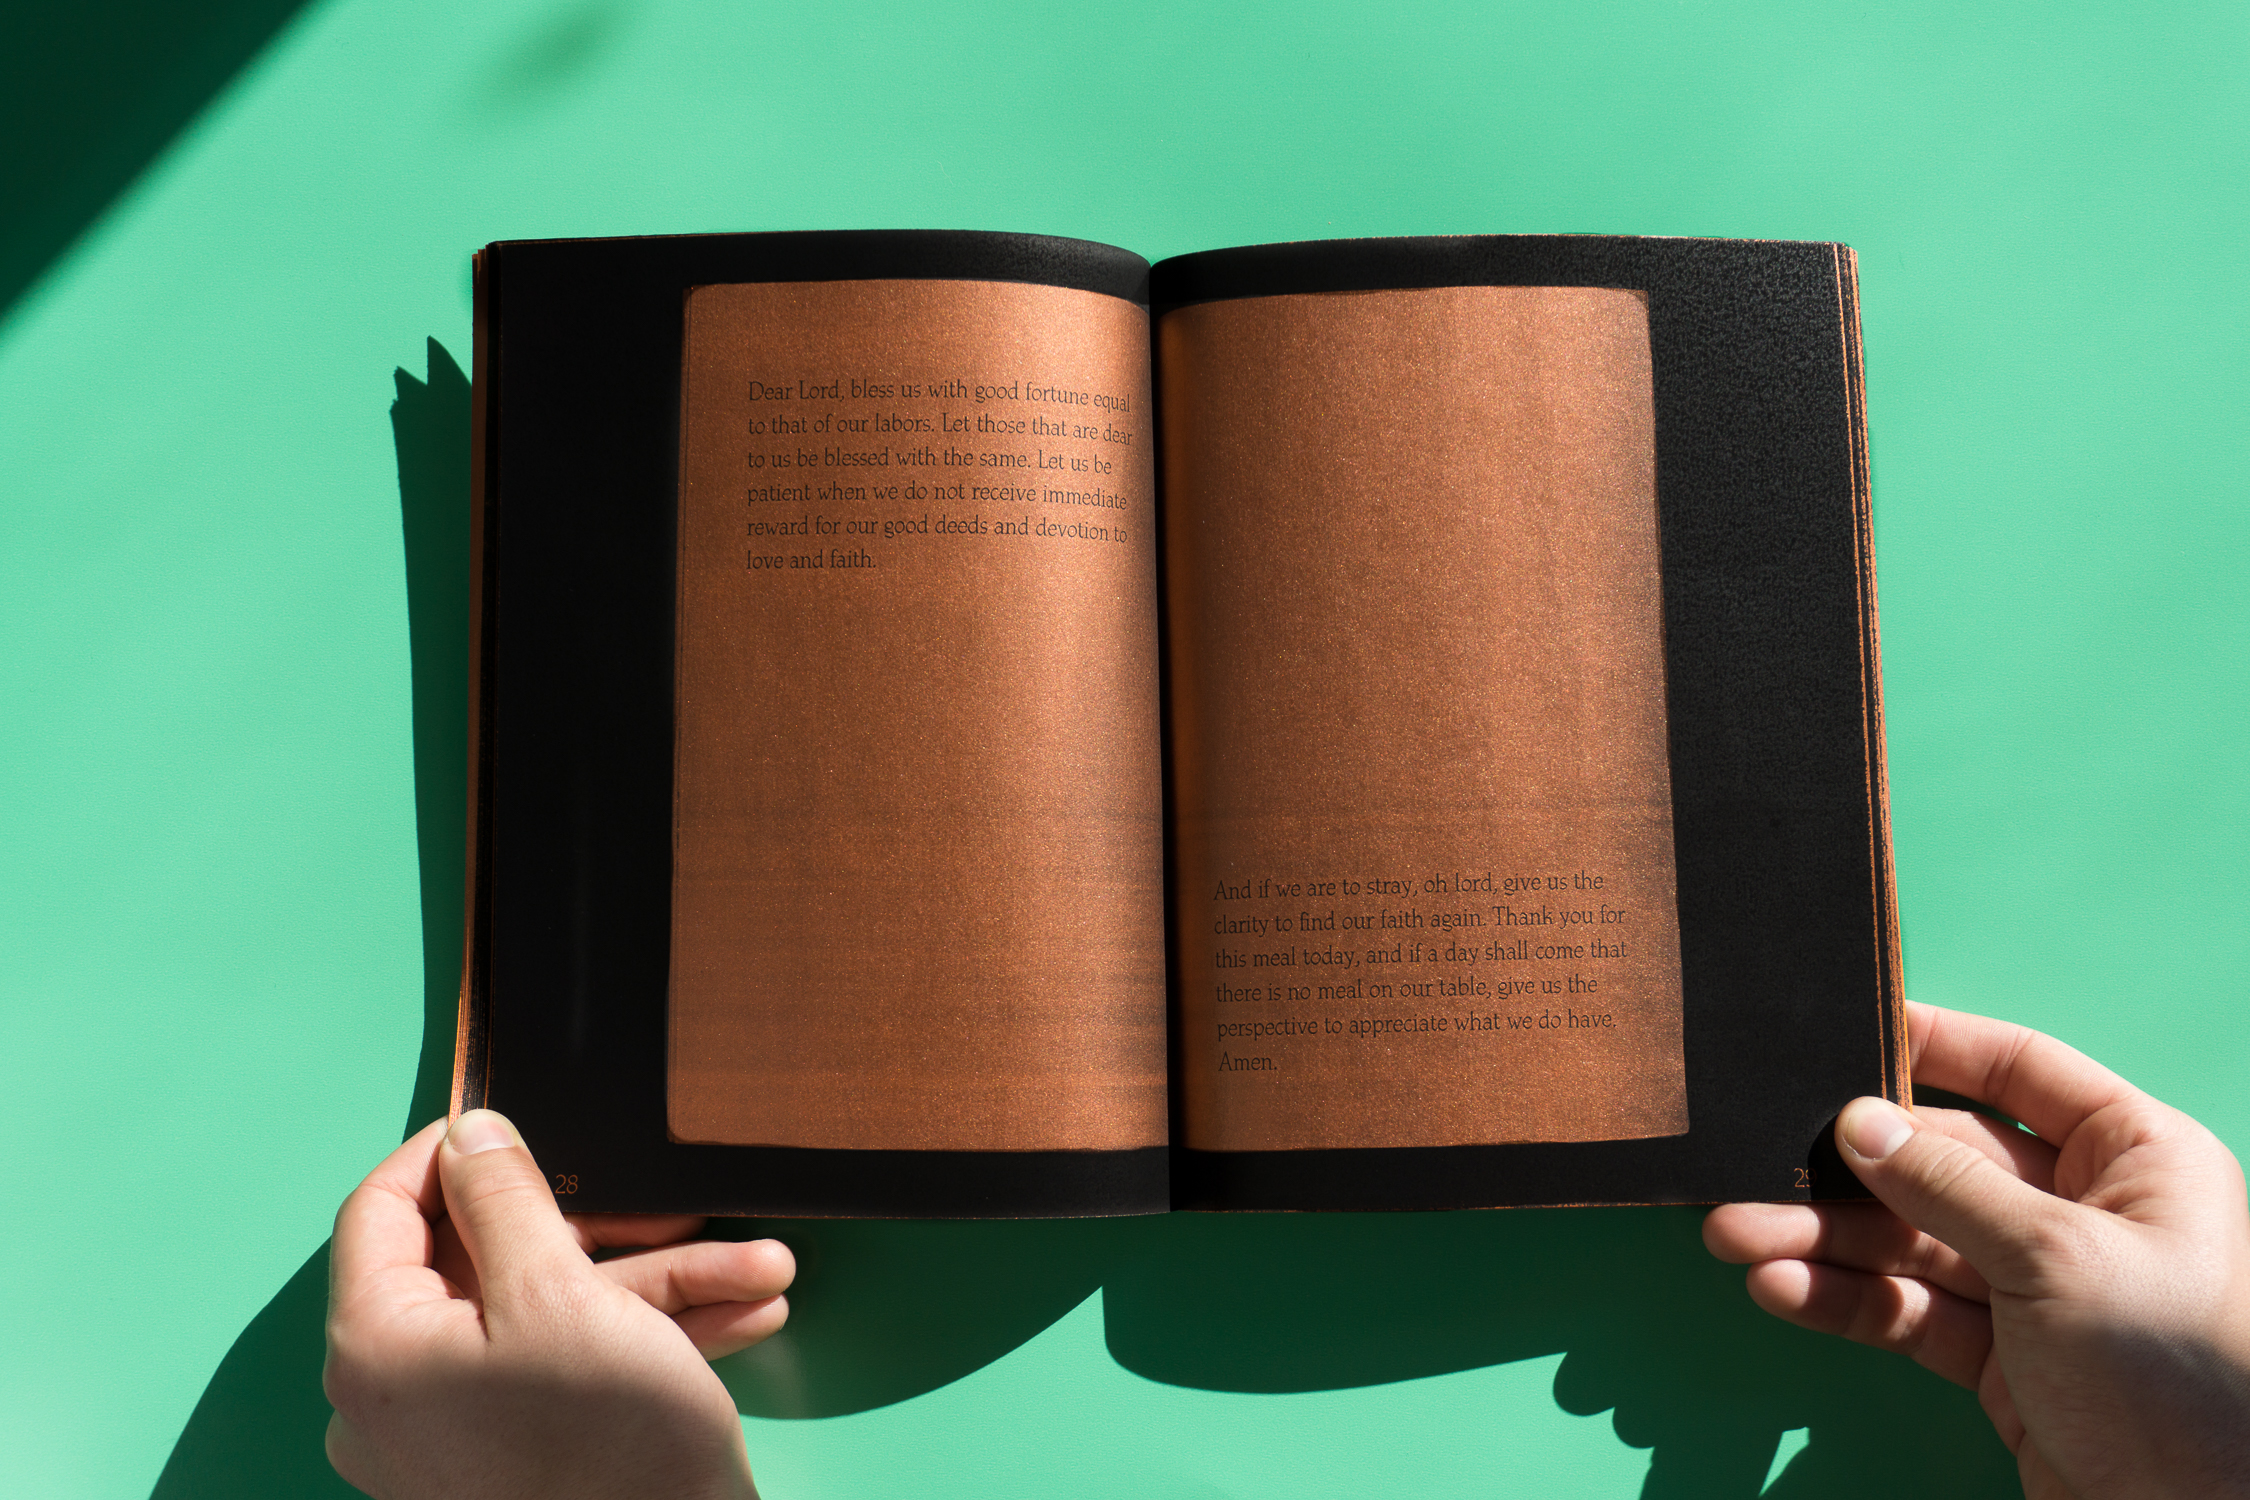 Dear Lord, bless us with good fortune equal
to that of our labors. Let those that are dear
to us be blessed with the same. Let us be
patient when we do not receive immediate
reward for our good deeds and devotion to
love and faith.
28
And if we are to stray, oh lord, give us the
clarity to find our faith again. Thank you for
this meal today, and if a day shall come that
there is no meal on our table, give us the
perspective to appreciate what we do have.
Amen.
29